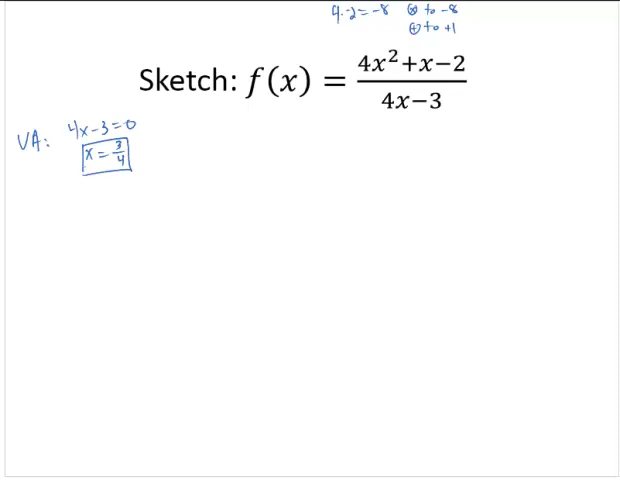 4·-2=-8 ⊗ to -8
⊕ to +1
Sketch: f(x) = (4x²+x−2)/(4x−3)
VA: 4x-3=0
x = 3/4